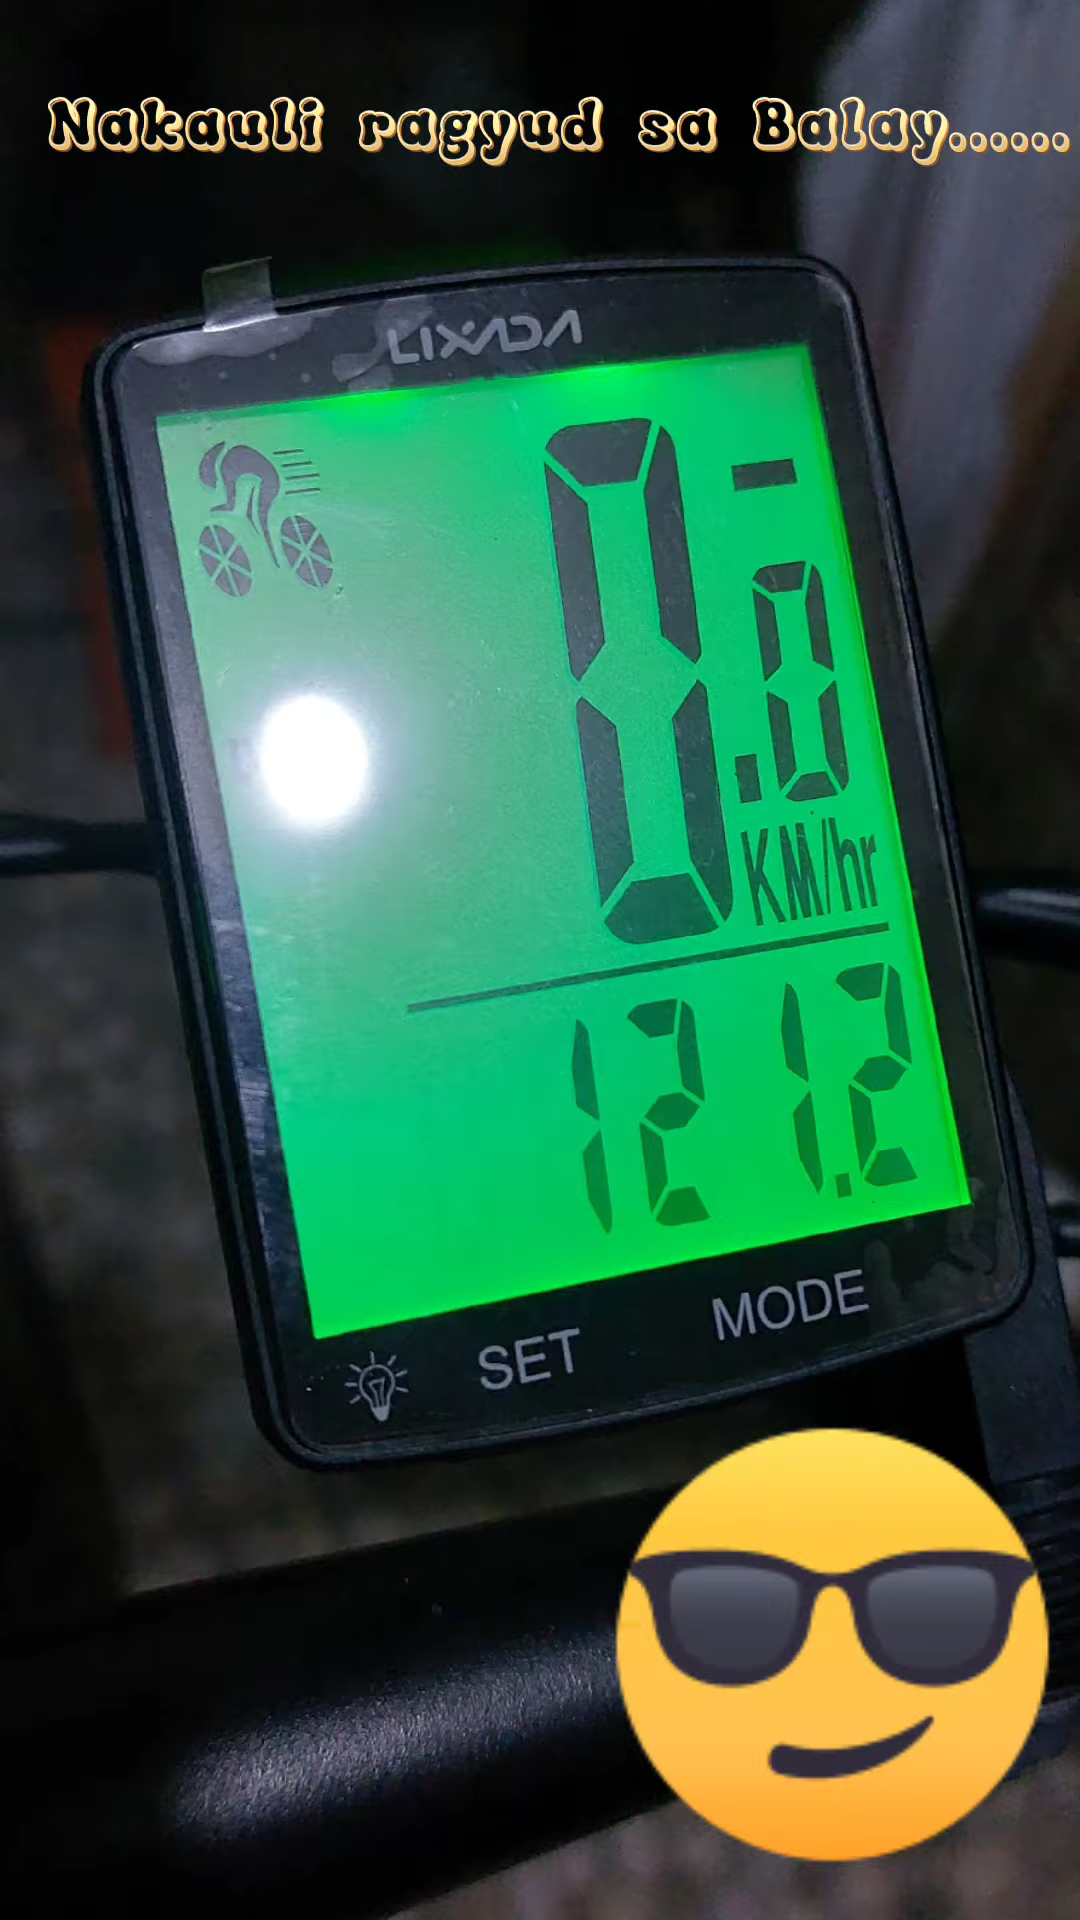 Nakauli ragyud sa Balay......
LIXADA
0.0
KM/hr
121.2
SET
MODE